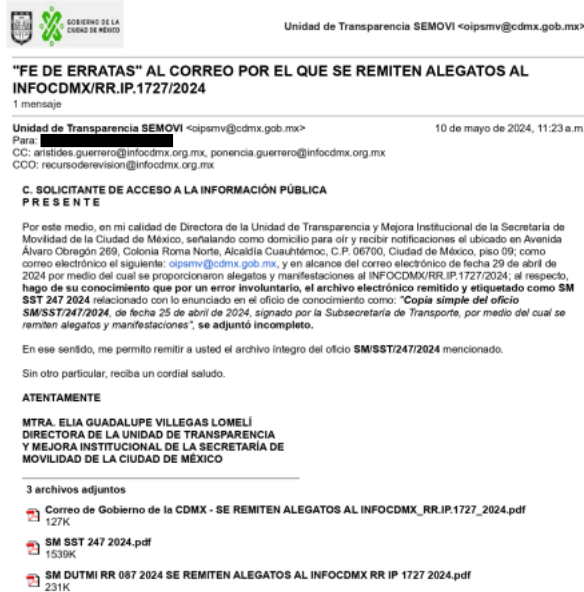 GOBIERNO DE LA
CIUDAD DE MÉXICO
Unidad de Transparencia SEMOVI <oipsmv@cdmx.gob.mx>
"FE DE ERRATAS" AL CORREO POR EL QUE SE REMITEN ALEGATOS AL
INFOCDMX/RR.IP.1727/2024
1 mensaje
Unidad de Transparencia SEMOVI <oipsmv@cdmx.gob.mx>
10 de mayo de 2024, 11:23 a.m.
Para:
CC: aristides.guerrero@infocdmx.org.mx, ponencia.guerrero@infocdmx.org.mx
CCO: recursoderevision@infocdmx.org.mx
C. SOLICITANTE DE ACCESO A LA INFORMACIÓN PÚBLICA
P R E S E N T E
Por este medio, en mi calidad de Directora de la Unidad de Transparencia y Mejora Institucional de la Secretaría de
Movilidad de la Ciudad de México, señalando como domicilio para oír y recibir notificaciones el ubicado en Avenida
Álvaro Obregón 269, Colonia Roma Norte, Alcaldía Cuauhtémoc, C.P. 06700, Ciudad de México, piso 09; como
correo electrónico el siguiente: oipsmv@cdmx.gob.mx, y en alcance del correo electrónico de fecha 29 de abril de
2024 por medio del cual se proporcionaron alegatos y manifestaciones al INFOCDMX/RR.IP.1727/2024; al respecto,
hago de su conocimiento que por un error involuntario, el archivo electrónico remitido y etiquetado como SM
SST 247 2024 relacionado con lo enunciado en el oficio de conocimiento como: "Copia simple del oficio
SM/SST/247/2024, de fecha 25 de abril de 2024, signado por la Subsecretaría de Transporte, por medio del cual se
remiten alegatos y manifestaciones", se adjuntó incompleto.
En ese sentido, me permito remitir a usted el archivo íntegro del oficio SM/SST/247/2024 mencionado.
Sin otro particular, reciba un cordial saludo.
ATENTAMENTE
MTRA. ELIA GUADALUPE VILLEGAS LOMELÍ
DIRECTORA DE LA UNIDAD DE TRANSPARENCIA
Y MEJORA INSTITUCIONAL DE LA SECRETARÍA DE
MOVILIDAD DE LA CIUDAD DE MÉXICO
3 archivos adjuntos
Correo de Gobierno de la CDMX - SE REMITEN ALEGATOS AL INFOCDMX_RR.IP.1727_2024.pdf
127K
SM SST 247 2024.pdf
1539K
SM DUTMI RR 087 2024 SE REMITEN ALEGATOS AL INFOCDMX RR IP 1727 2024.pdf
231K